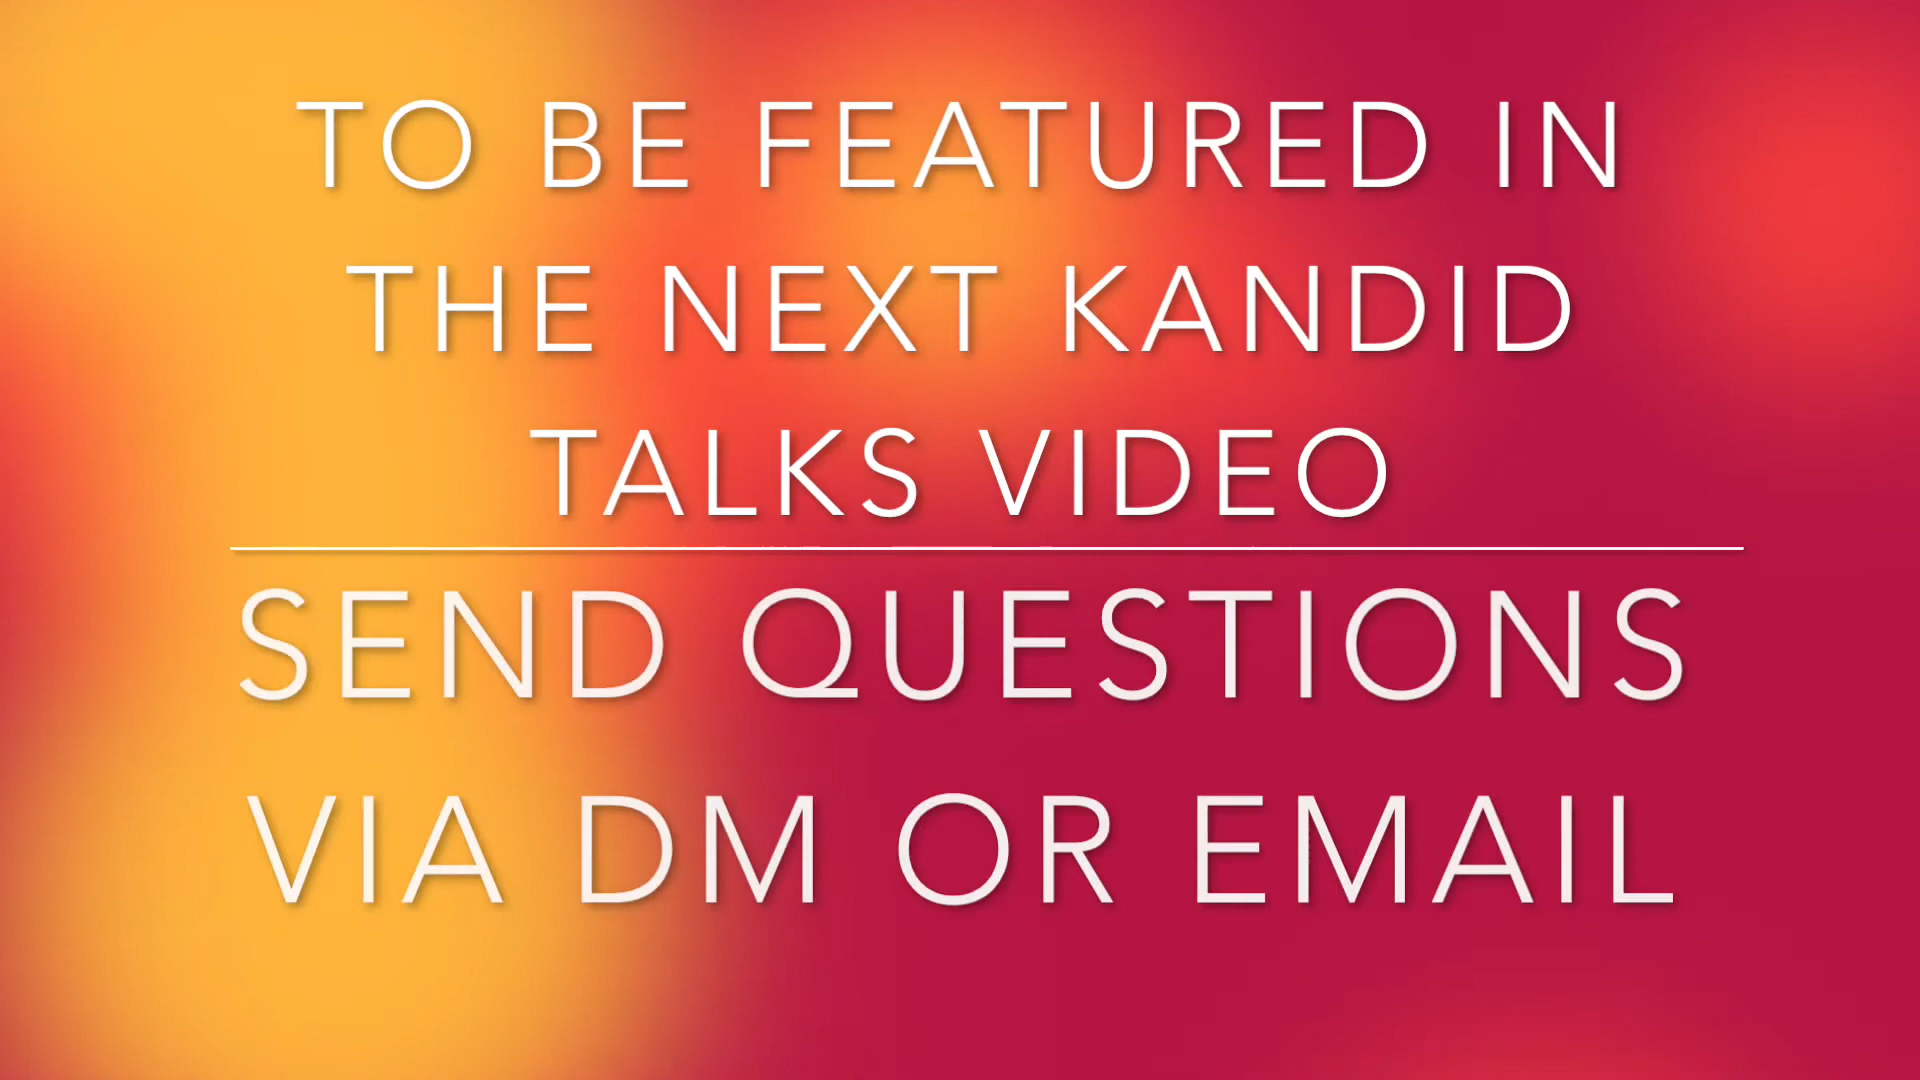 TO BE FEATURED IN
THE NEXT KANDID
TALKS VIDEO
SEND QUESTIONS
VIA DM OR EMAIL